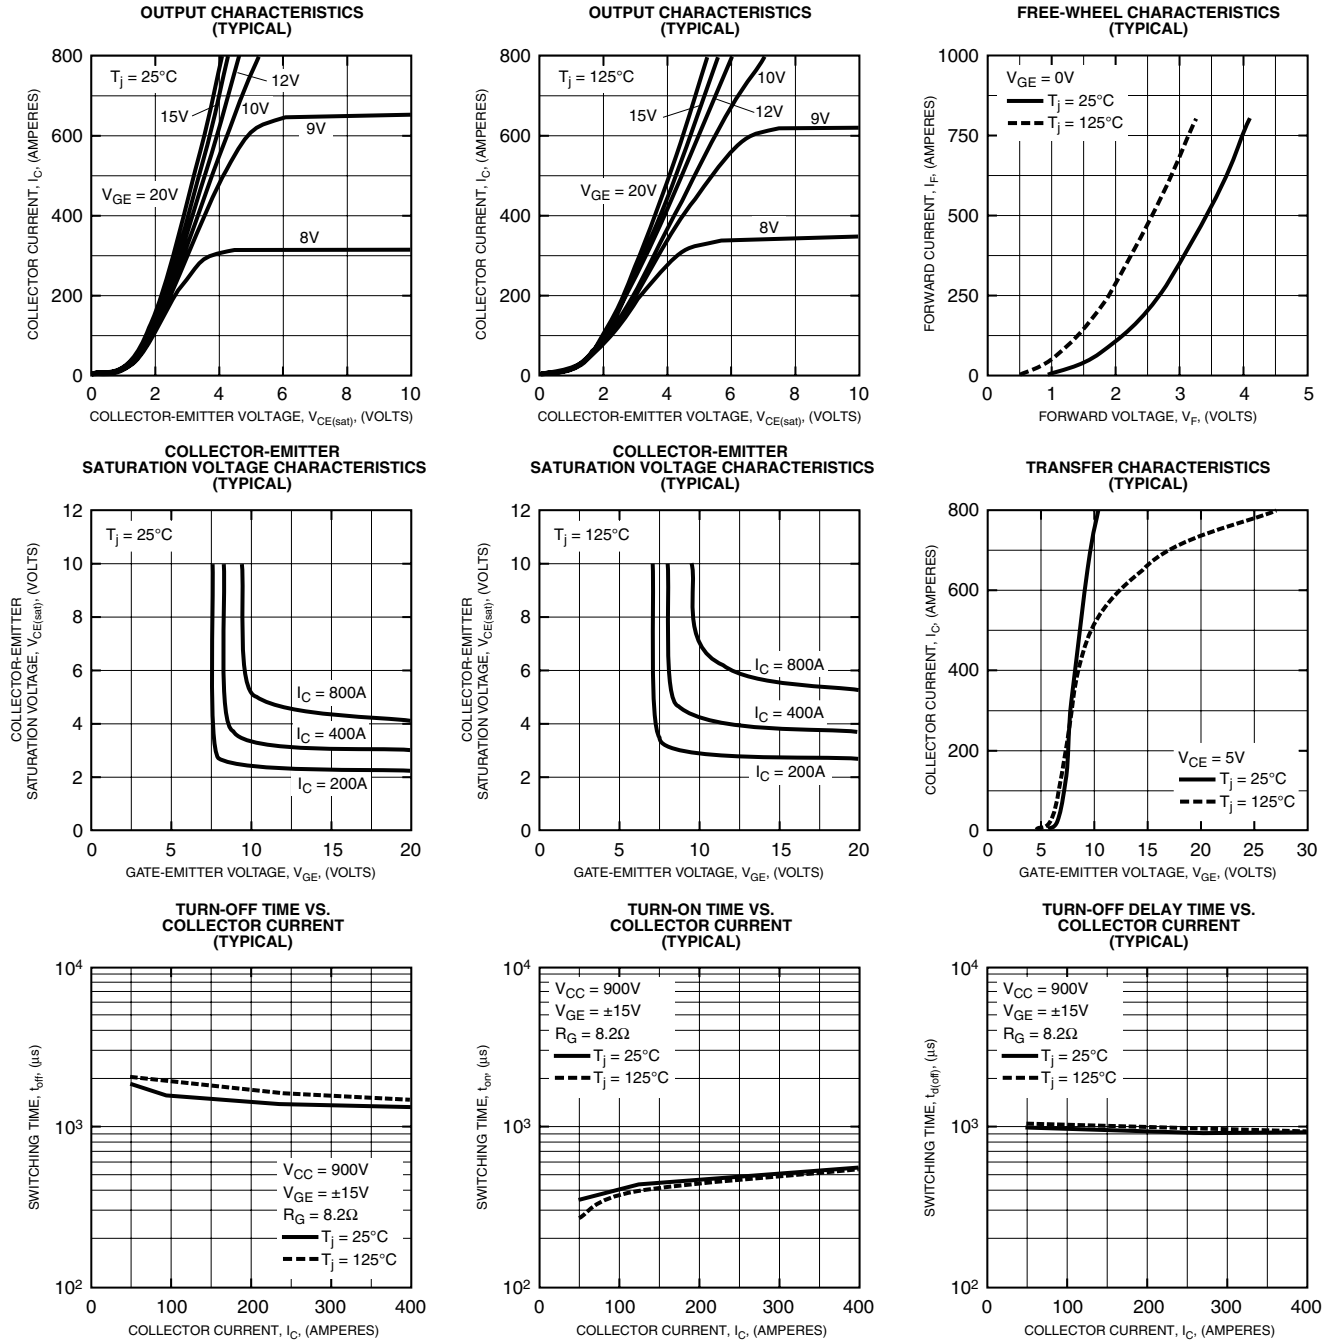 OUTPUT CHARACTERISTICS
(TYPICAL)
COLLECTOR CURRENT, IC, (AMPERES)
800
600
400
200
0
Tj = 25°C
12V
15V
10V
9V
VGE = 20V
8V
0 2 4 6 8 10
COLLECTOR-EMITTER VOLTAGE, VCE(sat), (VOLTS)
OUTPUT CHARACTERISTICS
(TYPICAL)
COLLECTOR CURRENT, IC, (AMPERES)
800
600
400
200
0
Tj = 125°C
10V
15V
12V
9V
VGE = 20V
8V
0 2 4 6 8 10
COLLECTOR-EMITTER VOLTAGE, VCE(sat), (VOLTS)
FREE-WHEEL CHARACTERISTICS
(TYPICAL)
FORWARD CURRENT, IF, (AMPERES)
1000
750
500
250
0
VGE = 0V
Tj = 25°C
Tj = 125°C
0 1 2 3 4 5
FORWARD VOLTAGE, VF, (VOLTS)
COLLECTOR-EMITTER
SATURATION VOLTAGE CHARACTERISTICS
(TYPICAL)
COLLECTOR-EMITTER
SATURATION VOLTAGE, VCE(sat), (VOLTS)
12
10
8
6
4
2
0
Tj = 25°C
IC = 800A
IC = 400A
IC = 200A
0 5 10 15 20
GATE-EMITTER VOLTAGE, VGE, (VOLTS)
COLLECTOR-EMITTER
SATURATION VOLTAGE CHARACTERISTICS
(TYPICAL)
COLLECTOR-EMITTER
SATURATION VOLTAGE, VCE(sat), (VOLTS)
12
10
8
6
4
2
0
Tj = 125°C
IC = 800A
IC = 400A
IC = 200A
0 5 10 15 20
GATE-EMITTER VOLTAGE, VGE, (VOLTS)
TRANSFER CHARACTERISTICS
(TYPICAL)
COLLECTOR CURRENT, IC, (AMPERES)
800
600
400
200
0
VCE = 5V
Tj = 25°C
Tj = 125°C
0 5 10 15 20 25 30
GATE-EMITTER VOLTAGE, VGE, (VOLTS)
TURN-OFF TIME VS.
COLLECTOR CURRENT
(TYPICAL)
SWITCHING TIME, toff, (μs)
10⁴
10³
10²
VCC = 900V
VGE = ±15V
RG = 8.2Ω
Tj = 25°C
Tj = 125°C
0 100 200 300 400
COLLECTOR CURRENT, IC, (AMPERES)
TURN-ON TIME VS.
COLLECTOR CURRENT
(TYPICAL)
SWITCHING TIME, ton, (μs)
10⁴
10³
10²
VCC = 900V
VGE = ±15V
RG = 8.2Ω
Tj = 25°C
Tj = 125°C
0 100 200 300 400
COLLECTOR CURRENT, IC, (AMPERES)
TURN-OFF DELAY TIME VS.
COLLECTOR CURRENT
(TYPICAL)
SWITCHING TIME, td(off), (μs)
10⁴
10³
10²
VCC = 900V
VGE = ±15V
RG = 8.2Ω
Tj = 25°C
Tj = 125°C
0 100 200 300 400
COLLECTOR CURRENT, IC, (AMPERES)